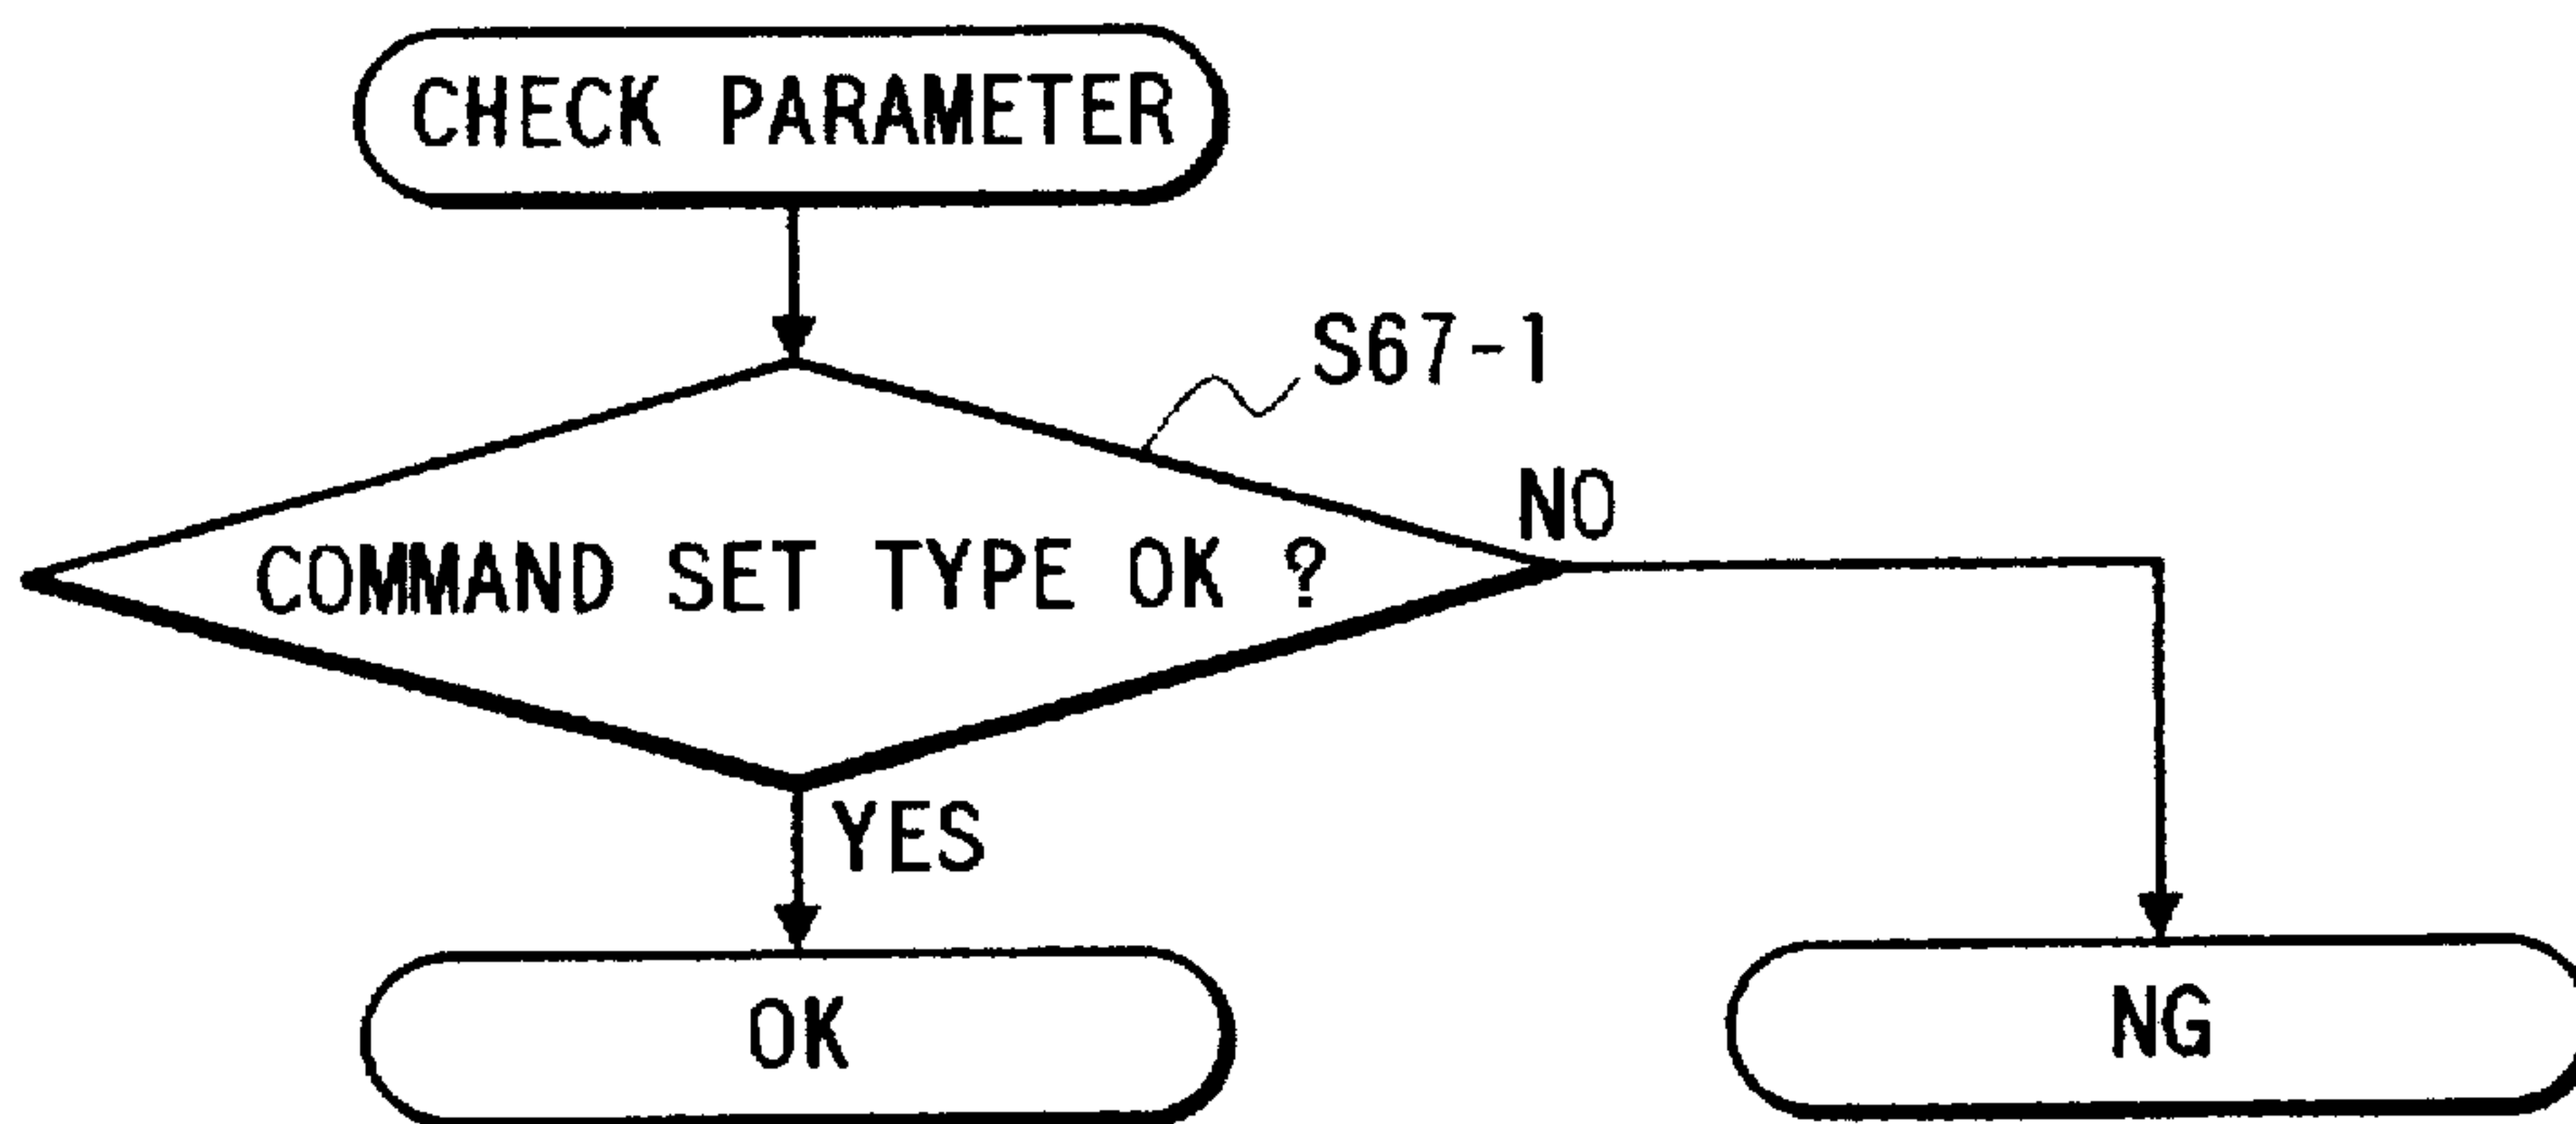 CHECK PARAMETER
S67-1
NO
COMMAND SET TYPE OK ?
YES
OK
NG